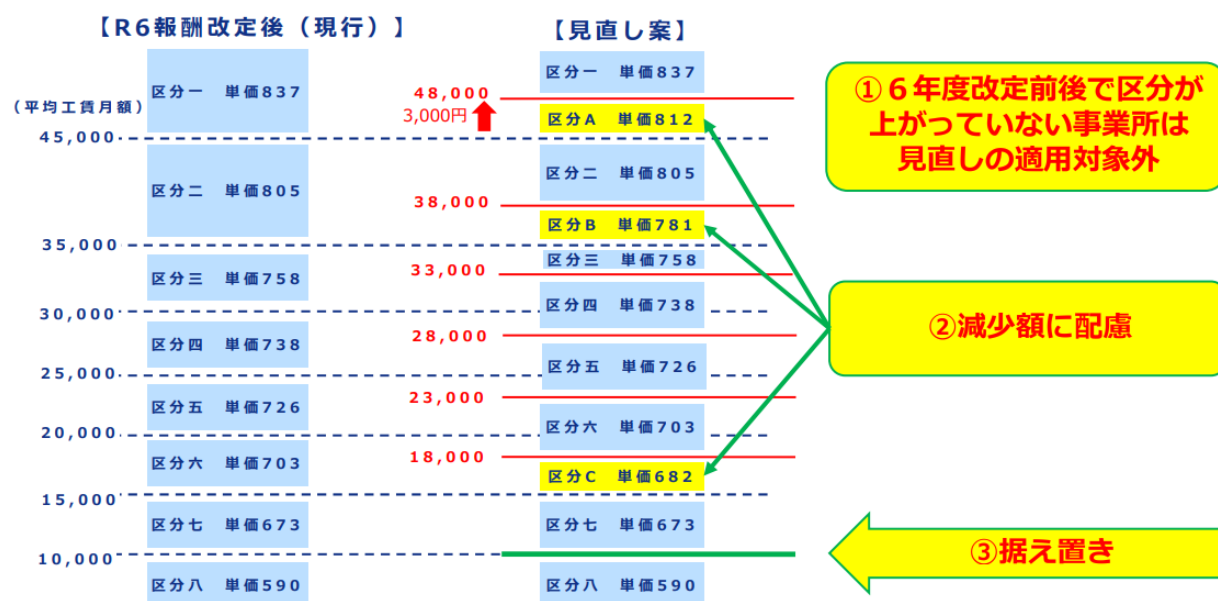 【R6報酬改定後（現行）】
【見直し案】
(平均工賃月額)
区分一　単価837
45,000
区分二　単価805
35,000
区分三　単価758
30,000
区分四　単価738
25,000
区分五　単価726
20,000
区分六　単価703
15,000
区分七　単価673
10,000
区分八　単価590
48,000
3,000円
38,000
33,000
28,000
23,000
18,000
区分一　単価837
区分A　単価812
区分二　単価805
区分B　単価781
区分三　単価758
区分四　単価738
区分五　単価726
区分六　単価703
区分C　単価682
区分七　単価673
区分八　単価590
①６年度改定前後で区分が
上がっていない事業所は
見直しの適用対象外
②減少額に配慮
③据え置き